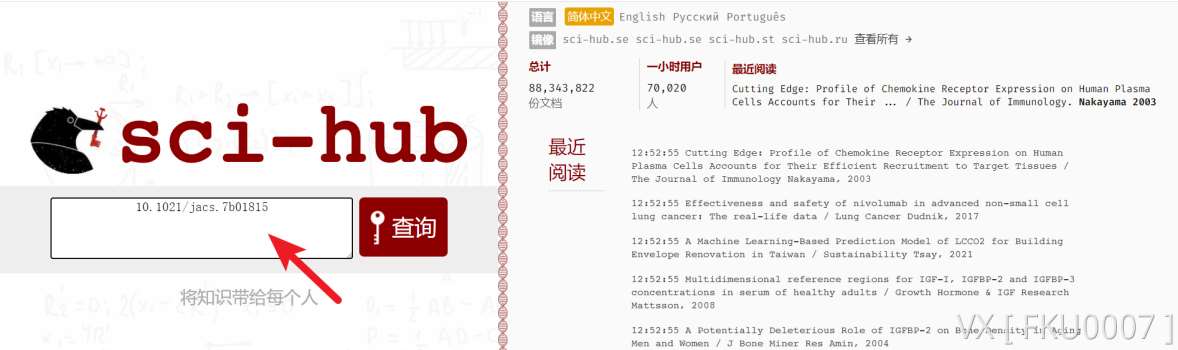 sci-hub
10.1021/jacs.7b01815
查询
将知识带给每个人
语言 简体中文 English Русский Português
镜像 sci-hub.se sci-hub.se sci-hub.st sci-hub.ru 查看所有 →
总计
88,343,822
份文档
一小时用户
70,020
人
最近阅读
Cutting Edge: Profile of Chemokine Receptor Expression on Human Plasma
Cells Accounts for Their ... / The Journal of Immunology. Nakayama 2003
最近
阅读
12:52:55 Cutting Edge: Profile of Chemokine Receptor Expression on Human
Plasma Cells Accounts for Their Efficient Recruitment to Target Tissues /
The Journal of Immunology Nakayama, 2003
12:52:55 Effectiveness and safety of nivolumab in advanced non-small cell
lung cancer: The real-life data / Lung Cancer Dudnik, 2017
12:52:55 A Machine Learning-Based Prediction Model of LCCO2 for Building
Envelope Renovation in Taiwan / Sustainability Tsay, 2021
12:52:55 Multidimensional reference regions for IGF-I, IGFBP-2 and IGFBP-3
concentrations in serum of healthy adults / Growth Hormone & IGF Research
Mattsson, 2008
12:52:55 A Potentially Deleterious Role of IGFBP-2 on Bone Density in Aging
Men and Women / J Bone Miner Res Amin, 2004
VX [ FKU0007 ]